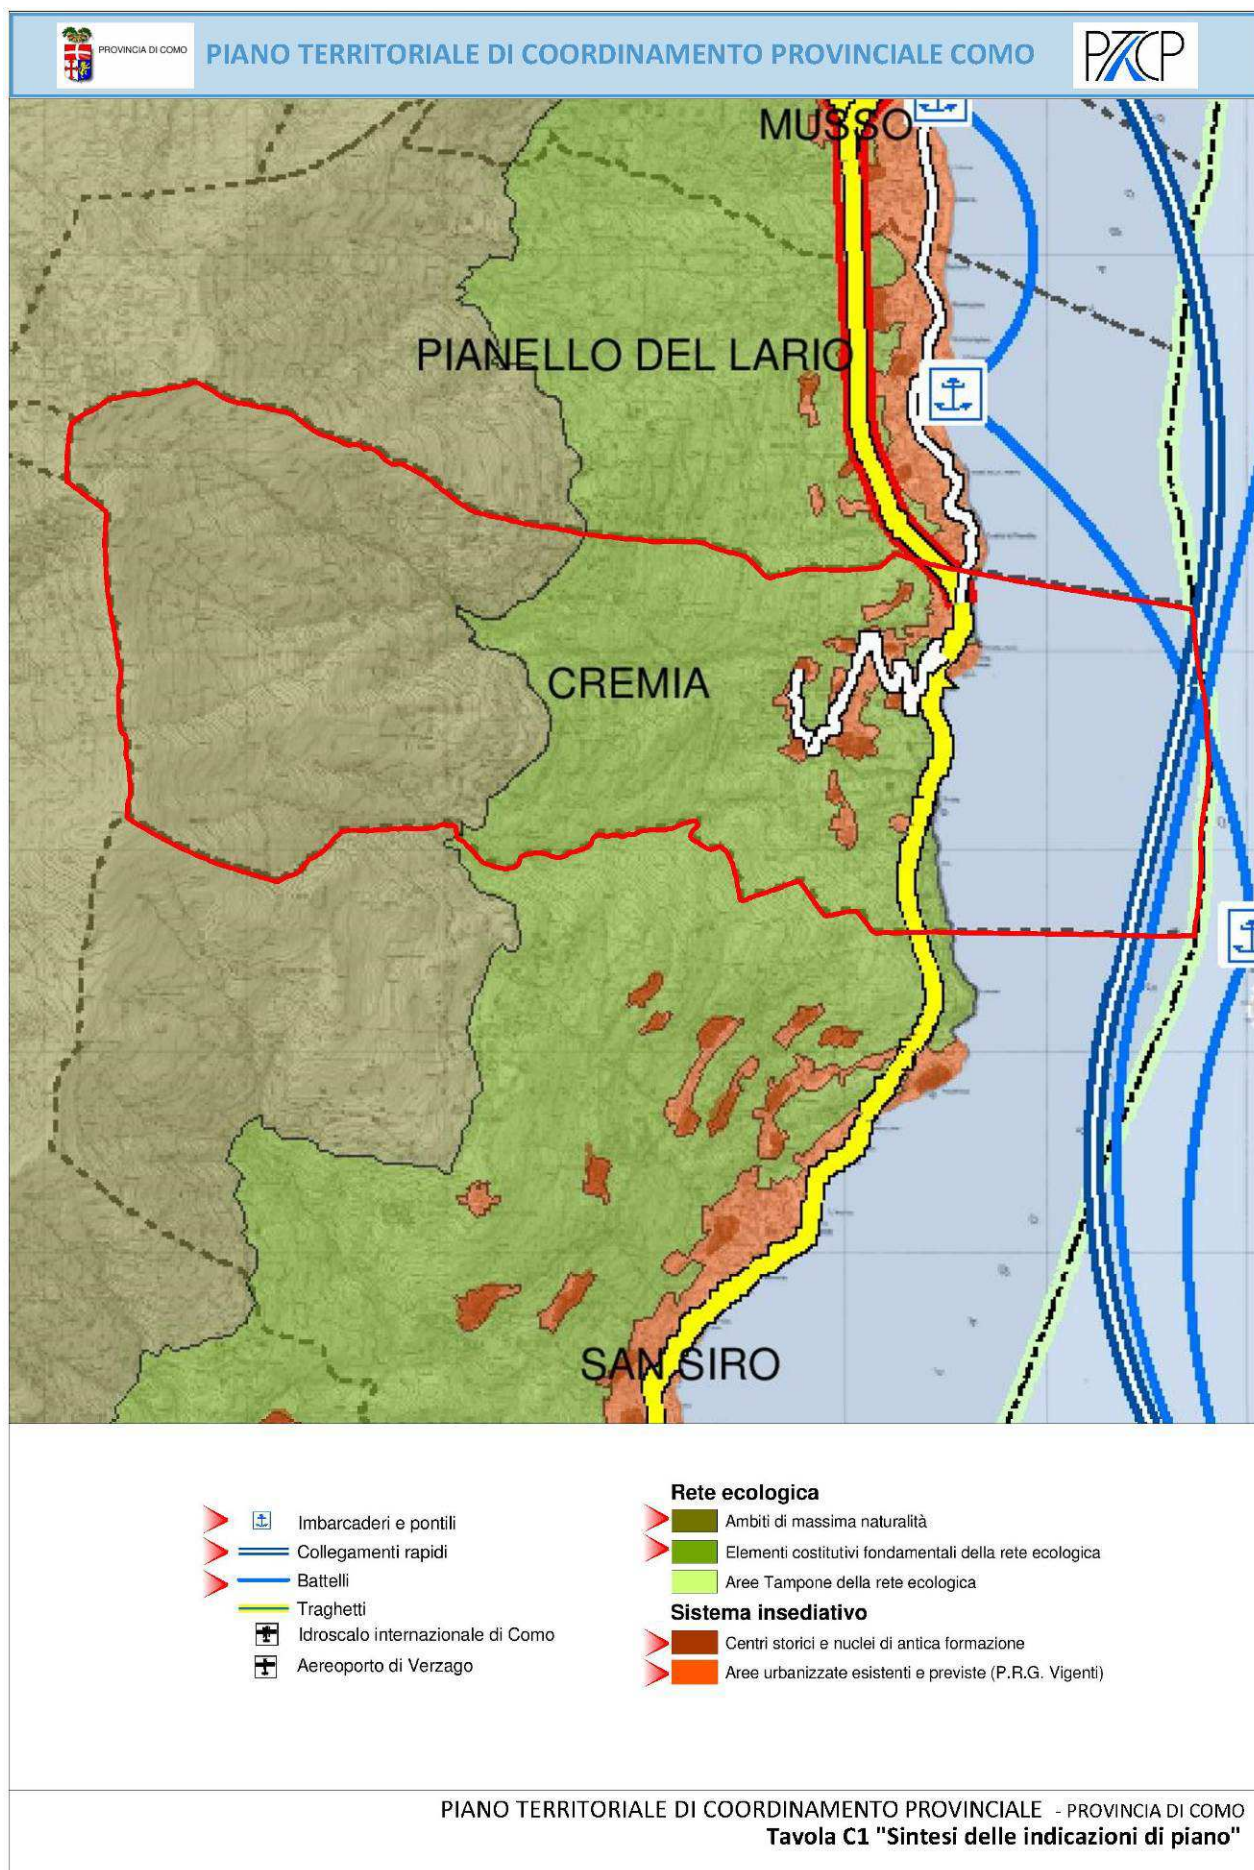 PROVINCIA DI COMO
PIANO TERRITORIALE DI COORDINAMENTO PROVINCIALE COMO
PTCP
MUSSO
PIANELLO DEL LARIO
CREMIA
SAN SIRO
Imbarcaderi e pontili
Collegamenti rapidi
Battelli
Traghetti
Idroscalo internazionale di Como
Aereoporto di Verzago
Rete ecologica
Ambiti di massima naturalità
Elementi costitutivi fondamentali della rete ecologica
Aree Tampone della rete ecologica
Sistema insediativo
Centri storici e nuclei di antica formazione
Aree urbanizzate esistenti e previste (P.R.G. Vigenti)
PIANO TERRITORIALE DI COORDINAMENTO PROVINCIALE - PROVINCIA DI COMO
Tavola C1 "Sintesi delle indicazioni di piano"